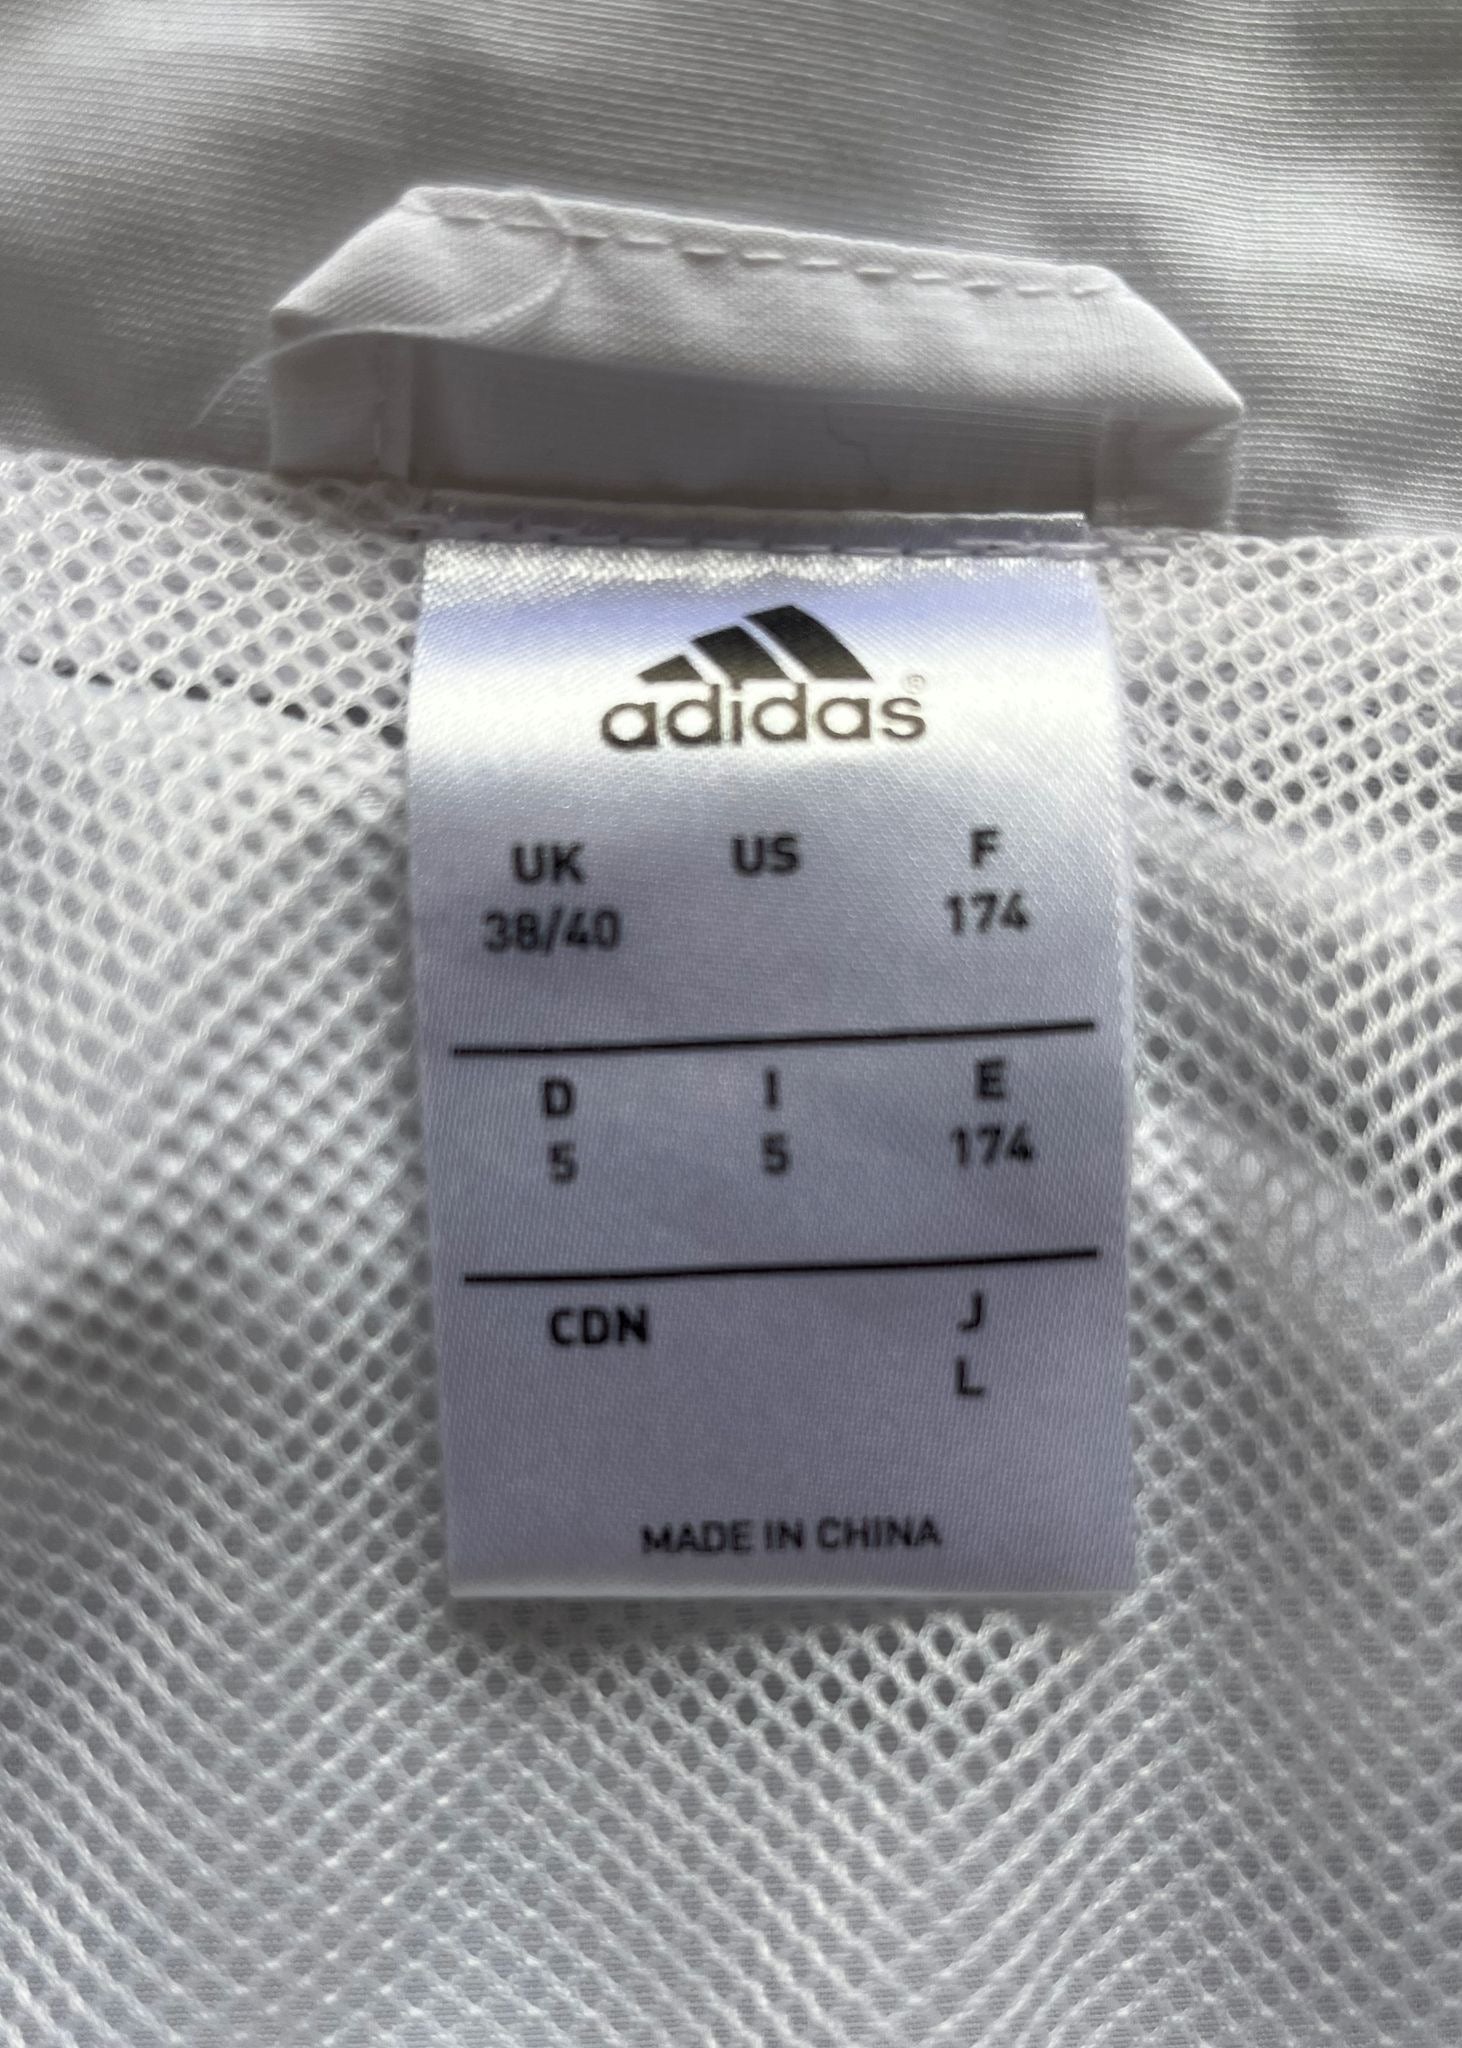 adidas®
UK US F
38/40 174
D I E
5 5 174
CDN J
L
MADE IN CHINA